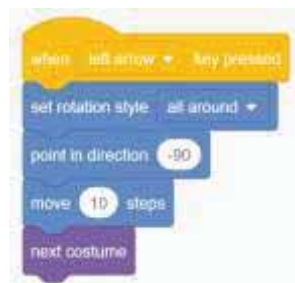 when left arrow key pressed
set rotation style all around
point in direction -90
move 10 steps
next costume